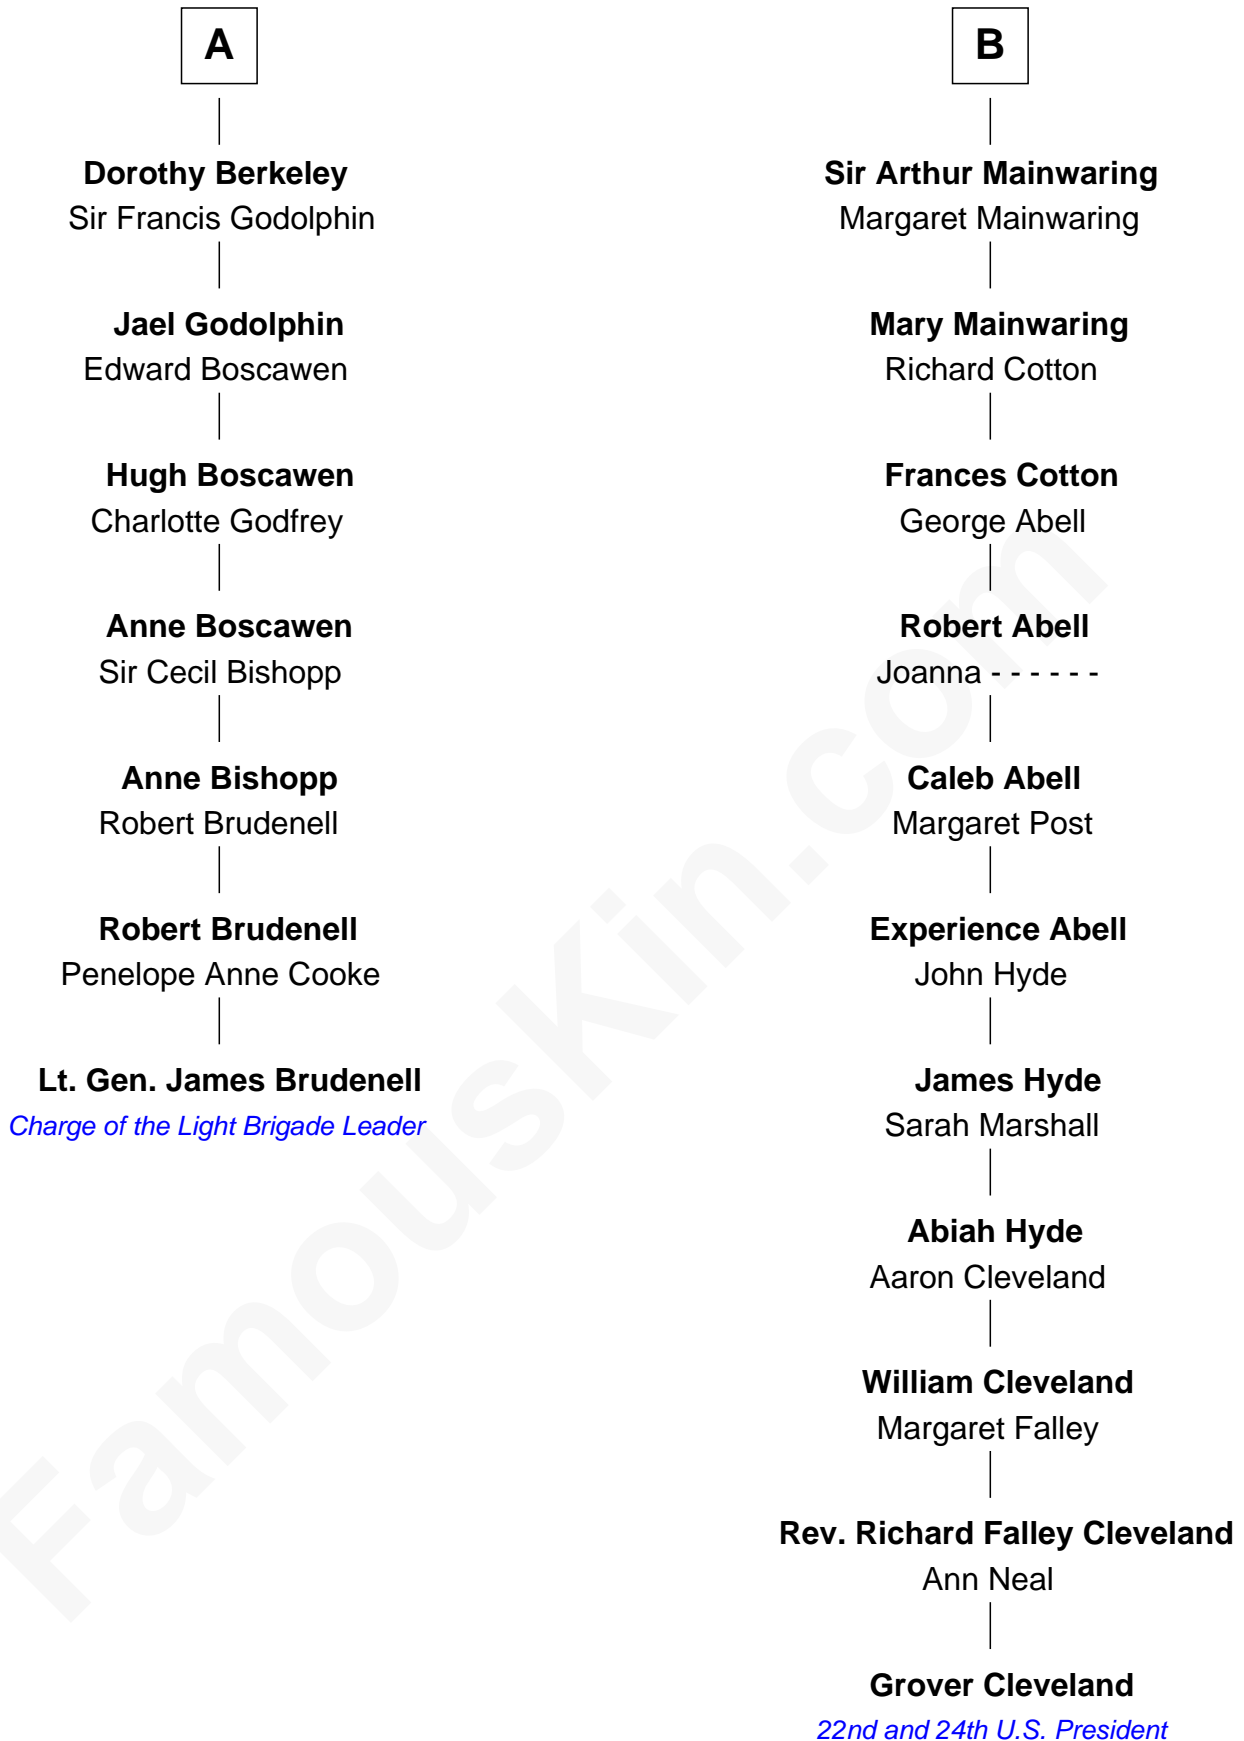 A
Dorothy Berkeley
Sir Francis Godolphin
Jael Godolphin
Edward Boscawen
Hugh Boscawen
Charlotte Godfrey
Anne Boscawen
Sir Cecil Bishopp
Anne Bishopp
Robert Brudenell
Robert Brudenell
Penelope Anne Cooke
Lt. Gen. James Brudenell
Charge of the Light Brigade Leader
B
Sir Arthur Mainwaring
Margaret Mainwaring
Mary Mainwaring
Richard Cotton
Frances Cotton
George Abell
Robert Abell
Joanna - - - - - -
Caleb Abell
Margaret Post
Experience Abell
John Hyde
James Hyde
Sarah Marshall
Abiah Hyde
Aaron Cleveland
William Cleveland
Margaret Falley
Rev. Richard Falley Cleveland
Ann Neal
Grover Cleveland
22nd and 24th U.S. President
FamousKin.com